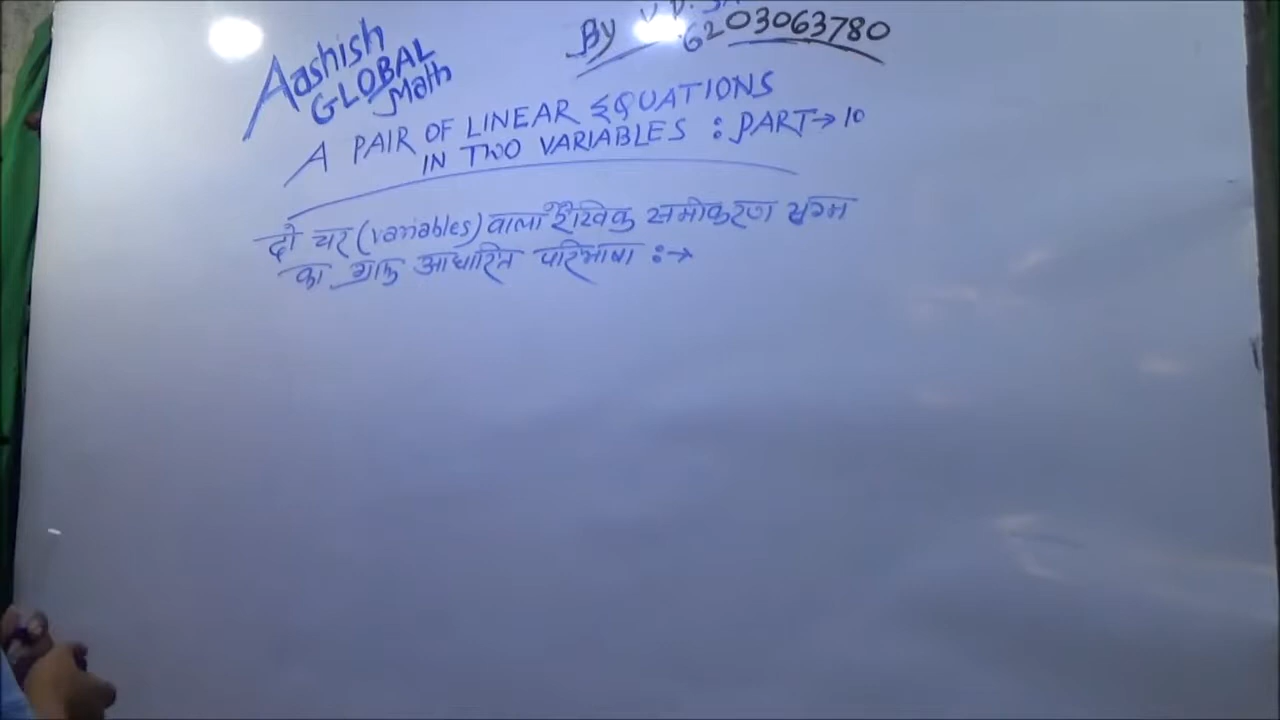 Aashish
GLOBAL
Math
By
6203063780
A PAIR OF LINEAR EQUATIONS
IN TWO VARIABLES : PART → 10
दो चर (variables) वाला रैखिक समीकरण युग्म
का ग्राफ आधारित परिभाषा :→